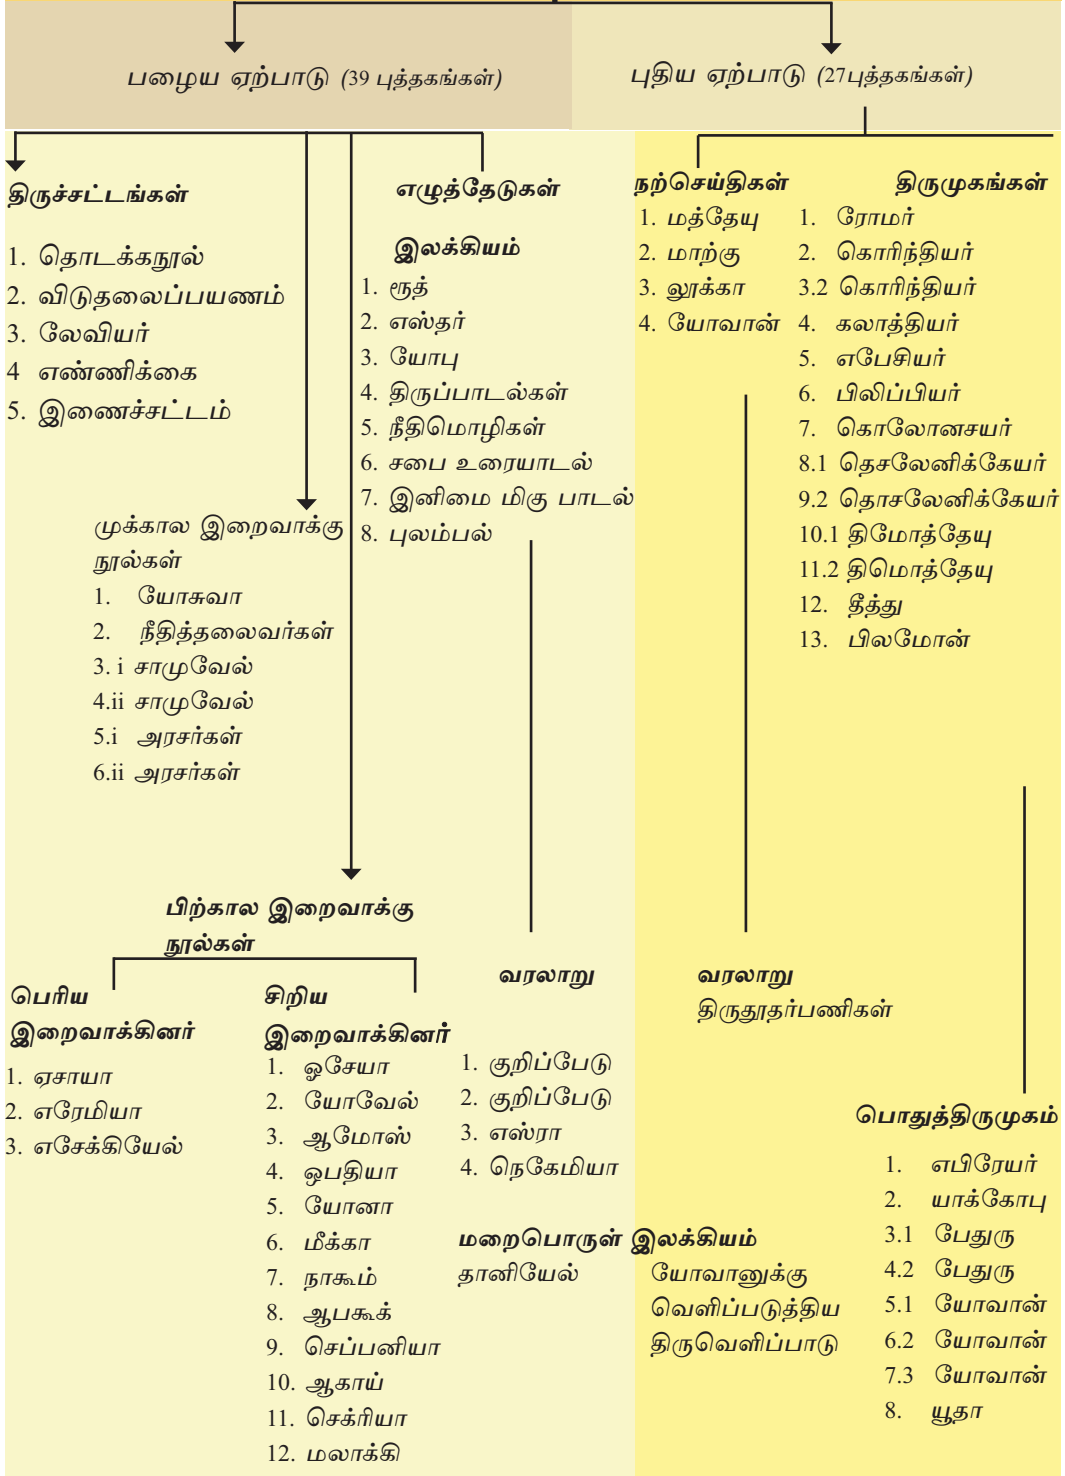 பழைய ஏற்பாடு (39 புத்தகங்கள்)
புதிய ஏற்பாடு (27புத்தகங்கள்)
திருச்சட்டங்கள்
1. தொடக்கநூல்
2. விடுதலைப்பயணம்
3. லேவியர்
4 எண்ணிக்கை
5. இணைச்சட்டம்
முக்கால இறைவாக்கு
நூல்கள்
1. யோசுவா
2. நீதித்தலைவர்கள்
3. i சாமுவேல்
4.ii சாமுவேல்
5.i அரசர்கள்
6.ii அரசர்கள்
எழுத்தேடுகள்
இலக்கியம்
1. ரூத்
2. எஸ்தர்
3. யோபு
4. திருப்பாடல்கள்
5. நீதிமொழிகள்
6. சபை உரையாடல்
7. இனிமை மிகு பாடல்
8. புலம்பல்
பிற்கால இறைவாக்கு
நூல்கள்
பெரிய
இறைவாக்கினர்
1. ஏசாயா
2. எரேமியா
3. எசேக்கியேல்
சிறிய
இறைவாக்கினர்
1. ஓசேயா
2. யோவேல்
3. ஆமோஸ்
4. ஒபதியா
5. யோனா
6. மீக்கா
7. நாகூம்
8. ஆபகூக்
9. செப்பனியா
10. ஆகாய்
11. செக்ரியா
12. மலாக்கி
வரலாறு
1. குறிப்பேடு
2. குறிப்பேடு
3. எஸ்ரா
4. நெகேமியா
மறைபொருள் இலக்கியம்
தானியேல்
நற்செய்திகள்
1. மத்தேயு
2. மாற்கு
3. லூக்கா
4. யோவான்
திருமுகங்கள்
1. ரோமர்
2. கொரிந்தியர்
3.2 கொரிந்தியர்
4. கலாத்தியர்
5. எபேசியர்
6. பிலிப்பியர்
7. கொலோனசயர்
8.1 தெசலேனிக்கேயர்
9.2 தொசலேனிக்கேயர்
10.1 திமோத்தேயு
11.2 திமொத்தேயு
12. தீத்து
13. பிலமோன்
வரலாறு
திருதூதர்பணிகள்
யோவானுக்கு
வெளிப்படுத்திய
திருவெளிப்பாடு
பொதுத்திருமுகம்
1. எபிரேயர்
2. யாக்கோபு
3.1 பேதுரு
4.2 பேதுரு
5.1 யோவான்
6.2 யோவான்
7.3 யோவான்
8. யூதா